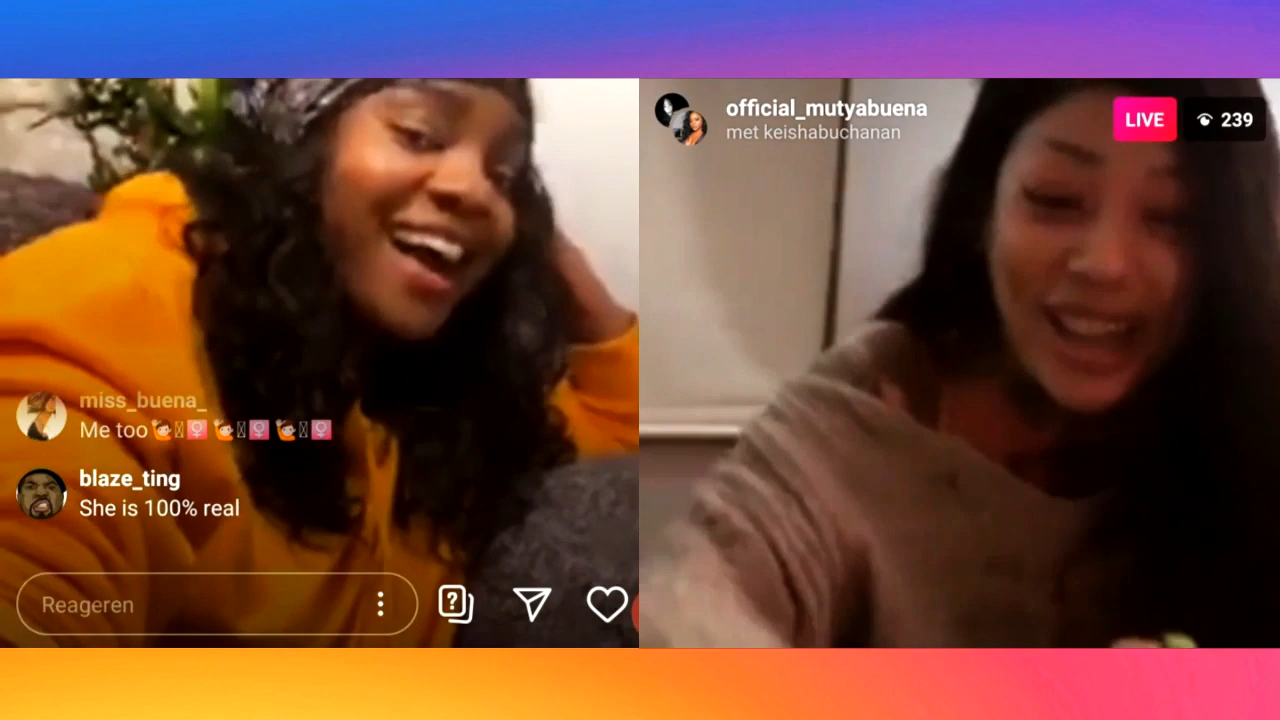 official_mutyabuena
met keishabuchanan
LIVE
239
miss_buena_
Me too🙋🏻‍♀️🙋🏻‍♀️🙋🏻‍♀️
blaze_ting
She is 100% real
Reageren
?